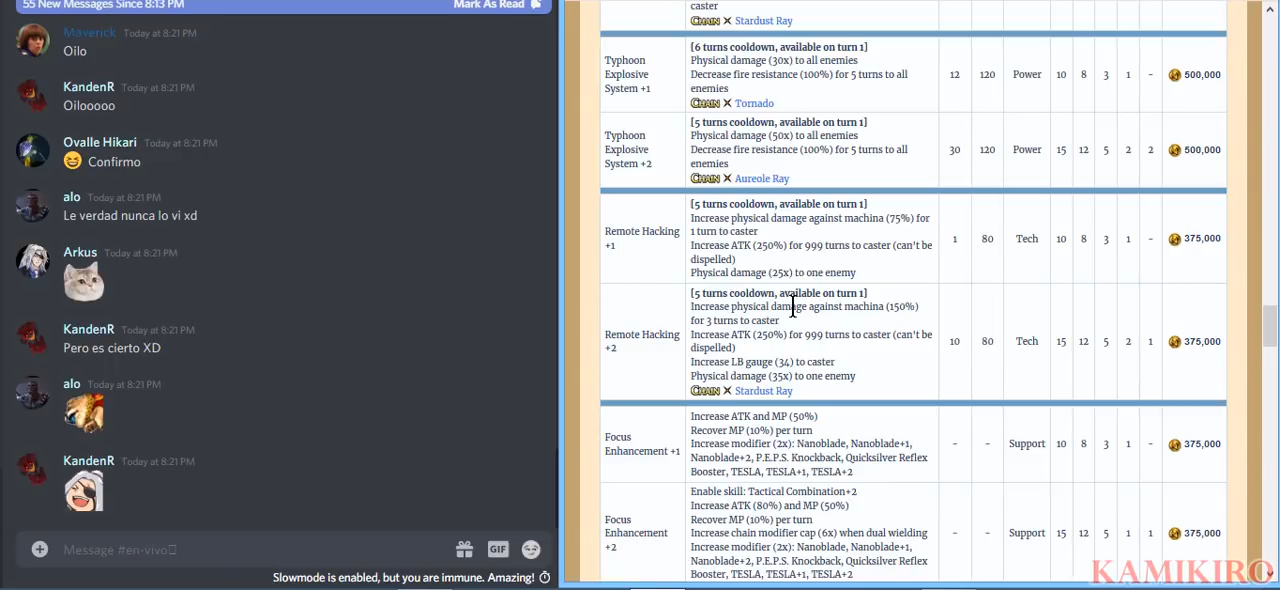 55 New Messages Since 8:13 PM
Mark As Read
Maverick Today at 8:21 PM
Oilo
KandenR Today at 8:21 PM
Oilooooo
Ovalle Hikari Today at 8:21 PM
Confirmo
alo Today at 8:21 PM
Le verdad nunca lo vi xd
Arkus Today at 8:21 PM
KandenR Today at 8:21 PM
Pero es cierto XD
alo Today at 8:21 PM
KandenR Today at 8:21 PM
Message #en-vivo
GIF
Slowmode is enabled, but you are immune. Amazing!
caster
CHAIN × Stardust Ray
Typhoon
Explosive
System +1
[6 turns cooldown, available on turn 1]
Physical damage (30x) to all enemies
Decrease fire resistance (100%) for 5 turns to all
enemies
CHAIN × Tornado
12 120 Power 10 8 3 1 - 500,000
Typhoon
Explosive
System +2
[5 turns cooldown, available on turn 1]
Physical damage (50x) to all enemies
Decrease fire resistance (100%) for 5 turns to all
enemies
CHAIN × Aureole Ray
30 120 Power 15 12 5 2 2 500,000
Remote Hacking
+1
[5 turns cooldown, available on turn 1]
Increase physical damage against machina (75%) for
1 turn to caster
Increase ATK (250%) for 999 turns to caster (can't be
dispelled)
Physical damage (25x) to one enemy
1 80 Tech 10 8 3 1 - 375,000
Remote Hacking
+2
[5 turns cooldown, available on turn 1]
Increase physical damage against machina (150%)
for 3 turns to caster
Increase ATK (250%) for 999 turns to caster (can't be
dispelled)
Increase LB gauge (34) to caster
Physical damage (35x) to one enemy
CHAIN × Stardust Ray
10 80 Tech 15 12 5 2 1 375,000
Focus
Enhancement +1
Increase ATK and MP (50%)
Recover MP (10%) per turn
Increase modifier (2x): Nanoblade, Nanoblade+1,
Nanoblade+2, P.E.P.S. Knockback, Quicksilver Reflex
Booster, TESLA, TESLA+1, TESLA+2
- - Support 10 8 3 1 - 375,000
Focus
Enhancement
+2
Enable skill: Tactical Combination+2
Increase ATK (80%) and MP (50%)
Recover MP (10%) per turn
Increase chain modifier cap (6x) when dual wielding
Increase modifier (2x): Nanoblade, Nanoblade+1,
Nanoblade+2, P.E.P.S. Knockback, Quicksilver Reflex
Booster, TESLA, TESLA+1, TESLA+2
- - Support 15 12 5 1 1 375,000
KAMIKIRO